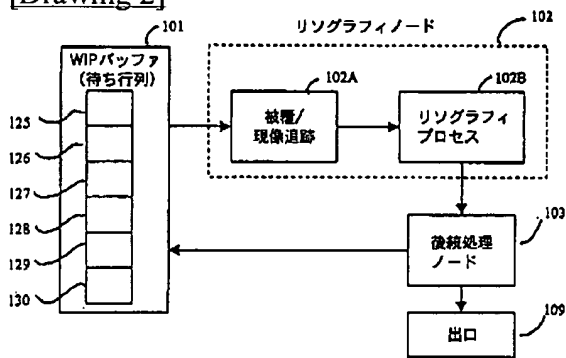 [Drawing 2]
101
リソグラフィノード
102
WIPバッファ
(待ち行列)
102A
102B
被覆/
現像追跡
リソグラフィ
プロセス
125
126
127
128
129
130
103
後続処理
ノード
109
出口